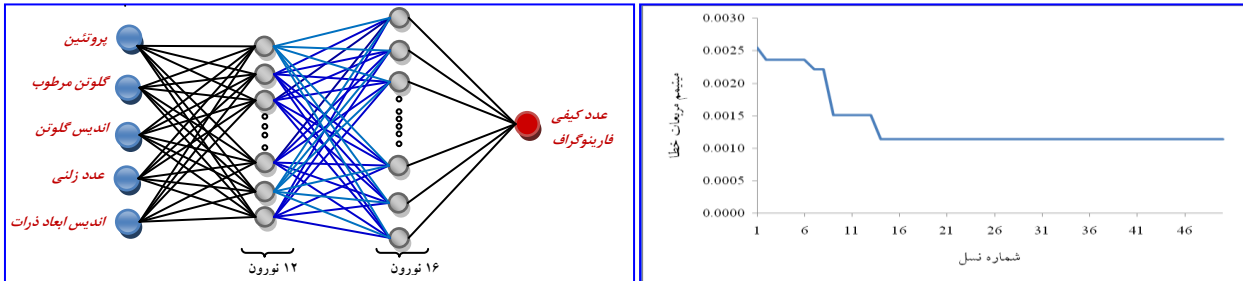 پروتئین
گلوتن مرطوب
اندیس گلوتن
عدد زلنی
اندیس ابعاد ذرات
۱۲ نورون
۱۶ نورون
عدد کیفی
فارینوگراف
0.0030
0.0025
0.0020
0.0015
0.0010
0.0005
0.0000
مینیمم مربعات خطا
1 6 11 16 21 26 31 36 41 46
شماره نسل